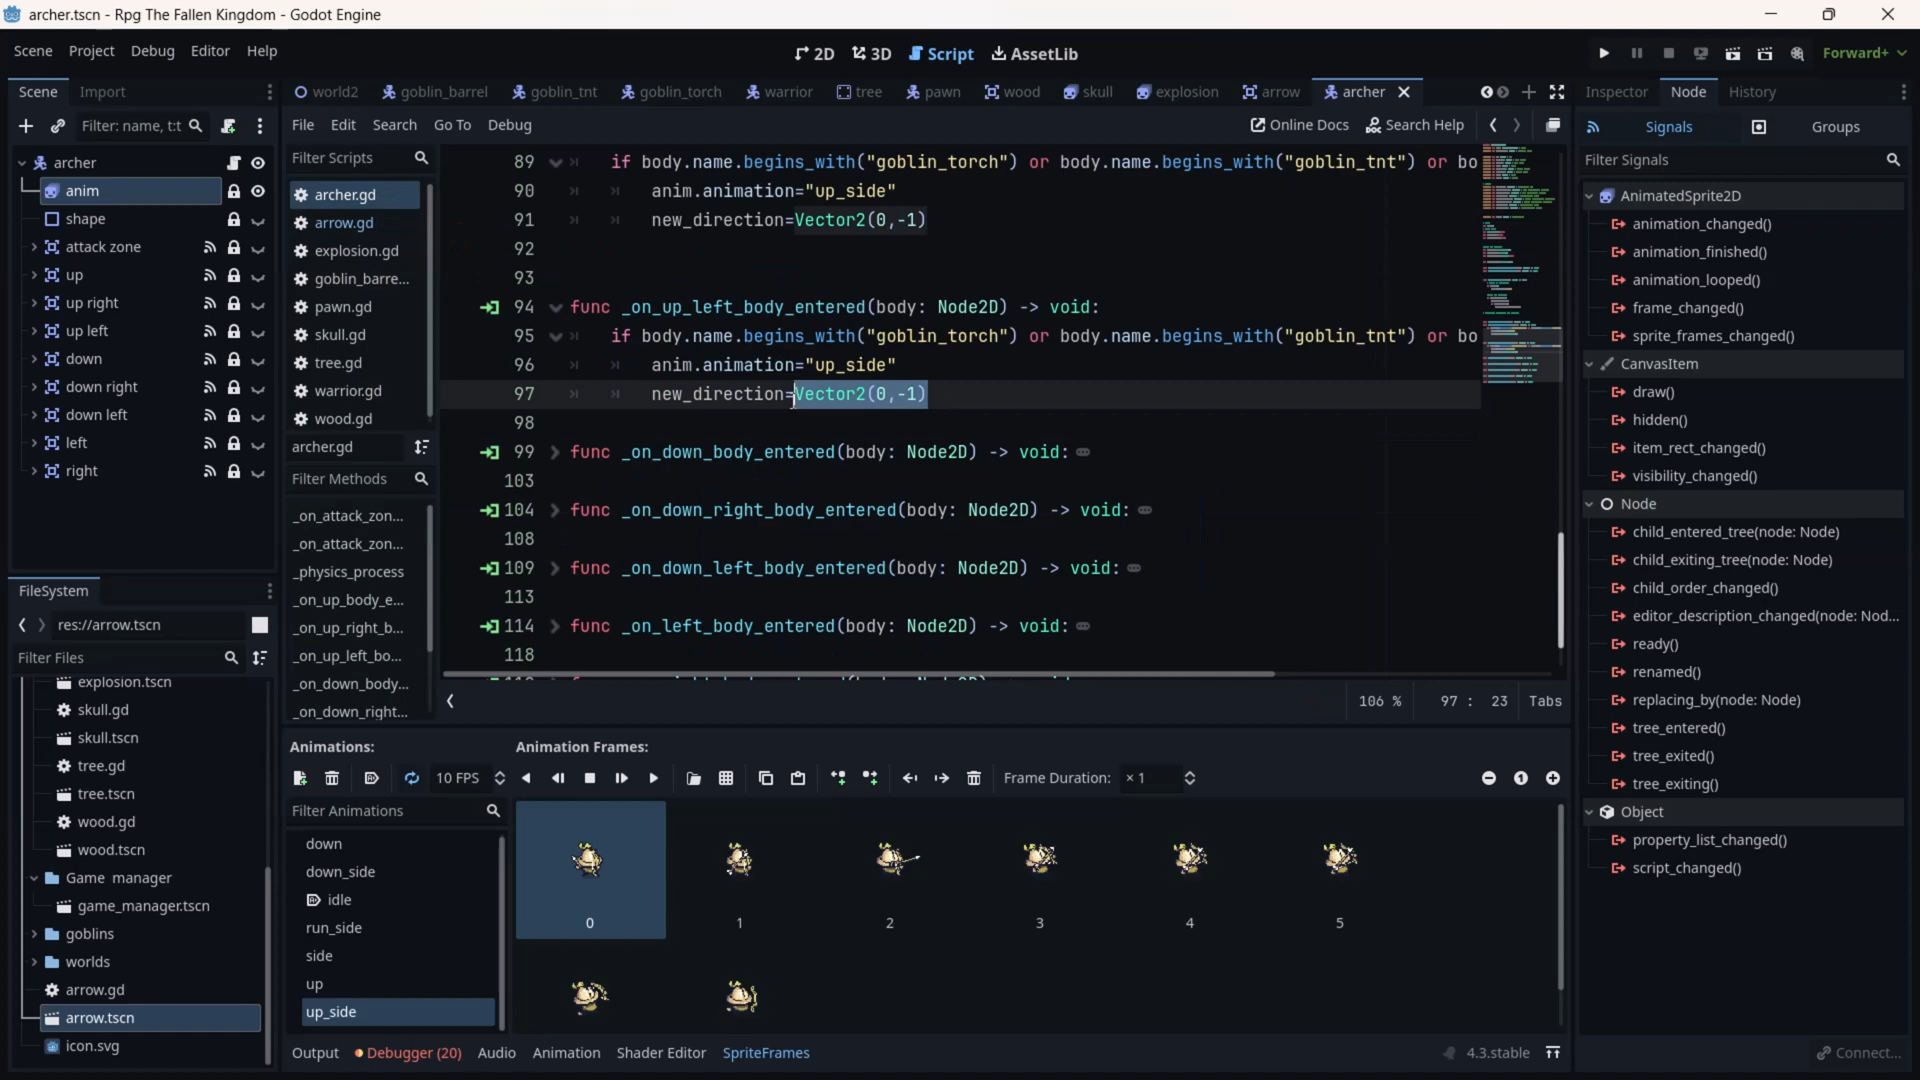 archer.tscn - Rpg The Fallen Kingdom - Godot Engine
Scene Project Debug Editor Help
2D 3D Script AssetLib
Forward+
Scene Import
world2 goblin_barrel goblin_tnt goblin_torch warrior tree pawn wood skull explosion arrow archer
Inspector Node History
Filter: name, t:t
File Edit Search Go To Debug
Online Docs Search Help
Signals Groups
archer
anim
shape
attack zone
up
up right
up left
down
down right
down left
left
right
Filter Scripts
archer.gd
arrow.gd
explosion.gd
goblin_barre...
pawn.gd
skull.gd
tree.gd
warrior.gd
wood.gd
archer.gd
Filter Methods
_on_attack_zon...
_on_attack_zon...
_physics_process
_on_up_body_e...
_on_up_right_b...
_on_up_left_bo...
_on_down_body...
_on_down_right...
89 if body.name.begins_with("goblin_torch") or body.name.begins_with("goblin_tnt") or bo
90 anim.animation="up_side"
91 new_direction=Vector2(0,-1)
92
93
94 func _on_up_left_body_entered(body: Node2D) -> void:
95 if body.name.begins_with("goblin_torch") or body.name.begins_with("goblin_tnt") or bo
96 anim.animation="up_side"
97 new_direction=Vector2(0,-1)
98
99 func _on_down_body_entered(body: Node2D) -> void:
103
104 func _on_down_right_body_entered(body: Node2D) -> void:
108
109 func _on_down_left_body_entered(body: Node2D) -> void:
113
114 func _on_left_body_entered(body: Node2D) -> void:
118
106 % 97 : 23 Tabs
Filter Signals
AnimatedSprite2D
animation_changed()
animation_finished()
animation_looped()
frame_changed()
sprite_frames_changed()
CanvasItem
draw()
hidden()
item_rect_changed()
visibility_changed()
Node
child_entered_tree(node: Node)
child_exiting_tree(node: Node)
child_order_changed()
editor_description_changed(node: Nod...
ready()
renamed()
replacing_by(node: Node)
tree_entered()
tree_exited()
tree_exiting()
Object
property_list_changed()
script_changed()
Connect...
FileSystem
res://arrow.tscn
Filter Files
explosion.tscn
skull.gd
skull.tscn
tree.gd
tree.tscn
wood.gd
wood.tscn
Game manager
game_manager.tscn
goblins
worlds
arrow.gd
arrow.tscn
icon.svg
Animations: Animation Frames:
10 FPS
Frame Duration: × 1
Filter Animations
down
down_side
idle
run_side
side
up
up_side
0 1 2 3 4 5
Output Debugger (20) Audio Animation Shader Editor SpriteFrames
4.3.stable